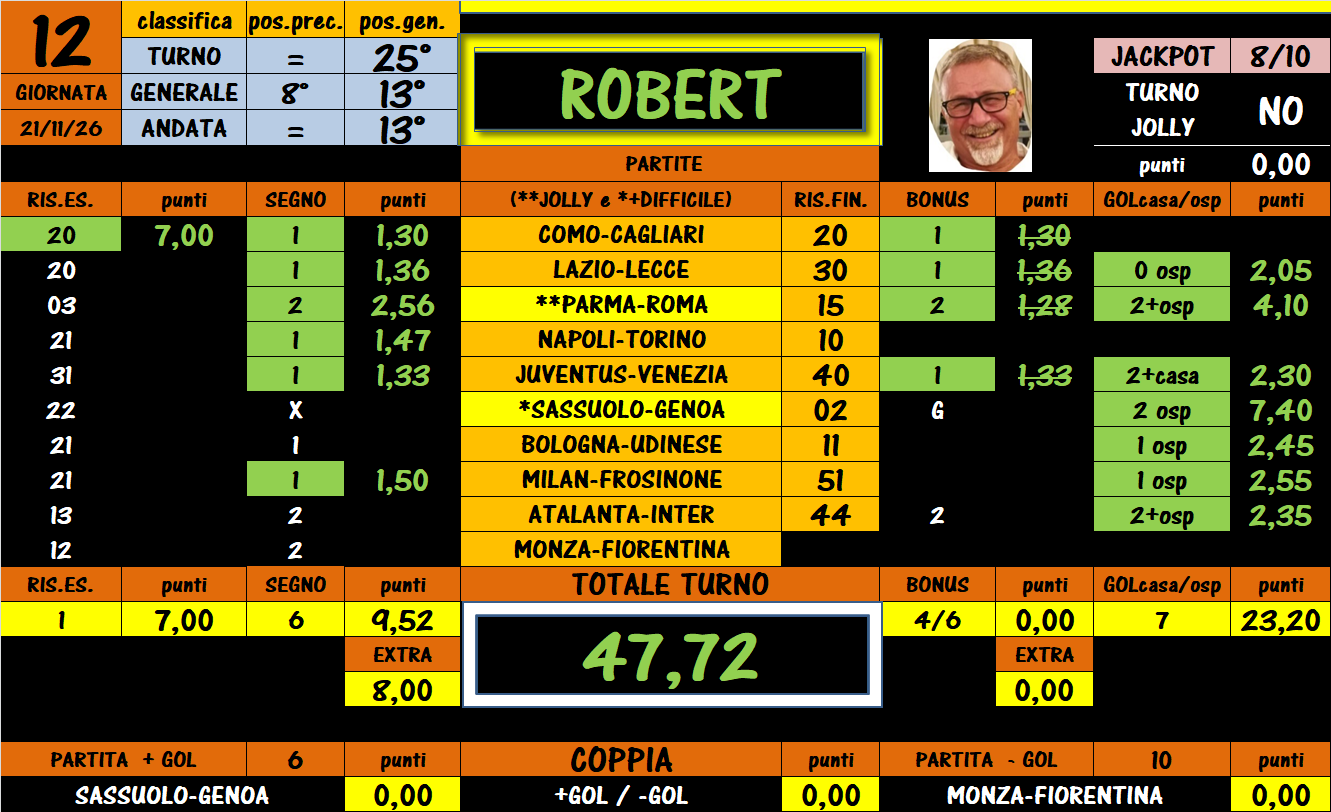 12 classifica pos.prec. pos.gen.
TURNO = 25°
GIORNATA GENERALE 8° 13°
21/11/26 ANDATA = 13°
ROBERT
JACKPOT 8/10
TURNO JOLLY NO
punti 0,00
PARTITE
RIS.ES. punti SEGNO punti (**JOLLY e *+DIFFICILE) RIS.FIN. BONUS punti GOLcasa/osp punti
20 7,00 1 1,30 COMO-CAGLIARI 20 1 1,30
20 1 1,36 LAZIO-LECCE 30 1 1,36 0 osp 2,05
03 2 2,56 **PARMA-ROMA 15 2 1,28 2+osp 4,10
21 1 1,47 NAPOLI-TORINO 10
31 1 1,33 JUVENTUS-VENEZIA 40 1 1,33 2+casa 2,30
22 X *SASSUOLO-GENOA 02 G 2 osp 7,40
21 1 BOLOGNA-UDINESE 11 1 osp 2,45
21 1 1,50 MILAN-FROSINONE 51 1 osp 2,55
13 2 ATALANTA-INTER 44 2 2+osp 2,35
12 2 MONZA-FIORENTINA
RIS.ES. punti SEGNO punti TOTALE TURNO BONUS punti GOLcasa/osp punti
1 7,00 6 9,52 47,72 4/6 0,00 7 23,20
EXTRA EXTRA
8,00 0,00
PARTITA + GOL 6 punti COPPIA punti PARTITA - GOL 10 punti
SASSUOLO-GENOA 0,00 +GOL / -GOL 0,00 MONZA-FIORENTINA 0,00